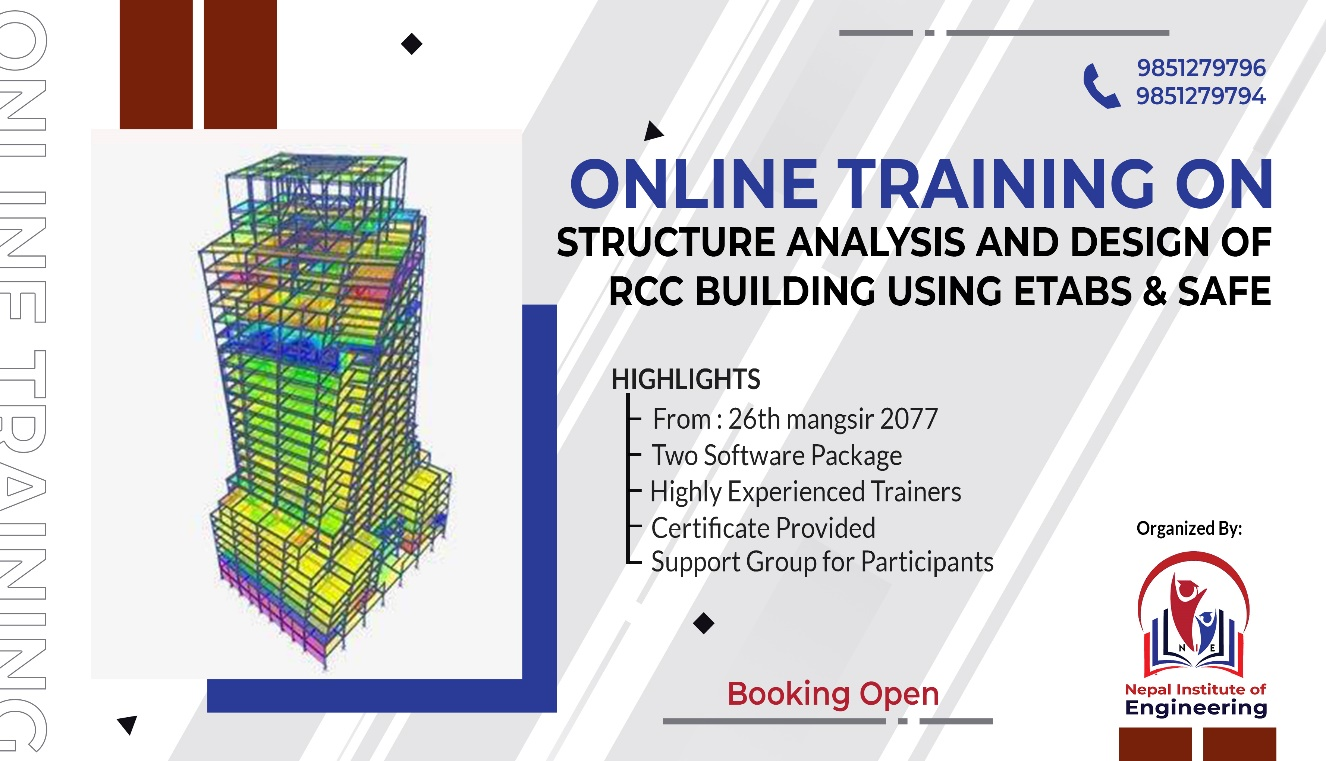 ONLINE TRAINING
9851279796
9851279794
ONLINE TRAINING ON
STRUCTURE ANALYSIS AND DESIGN OF
RCC BUILDING USING ETABS & SAFE
HIGHLIGHTS
From : 26th mangsir 2077
Two Software Package
Highly Experienced Trainers
Certificate Provided
Support Group for Participants
Booking Open
Organized By:
N I E
Nepal Institute of
Engineering